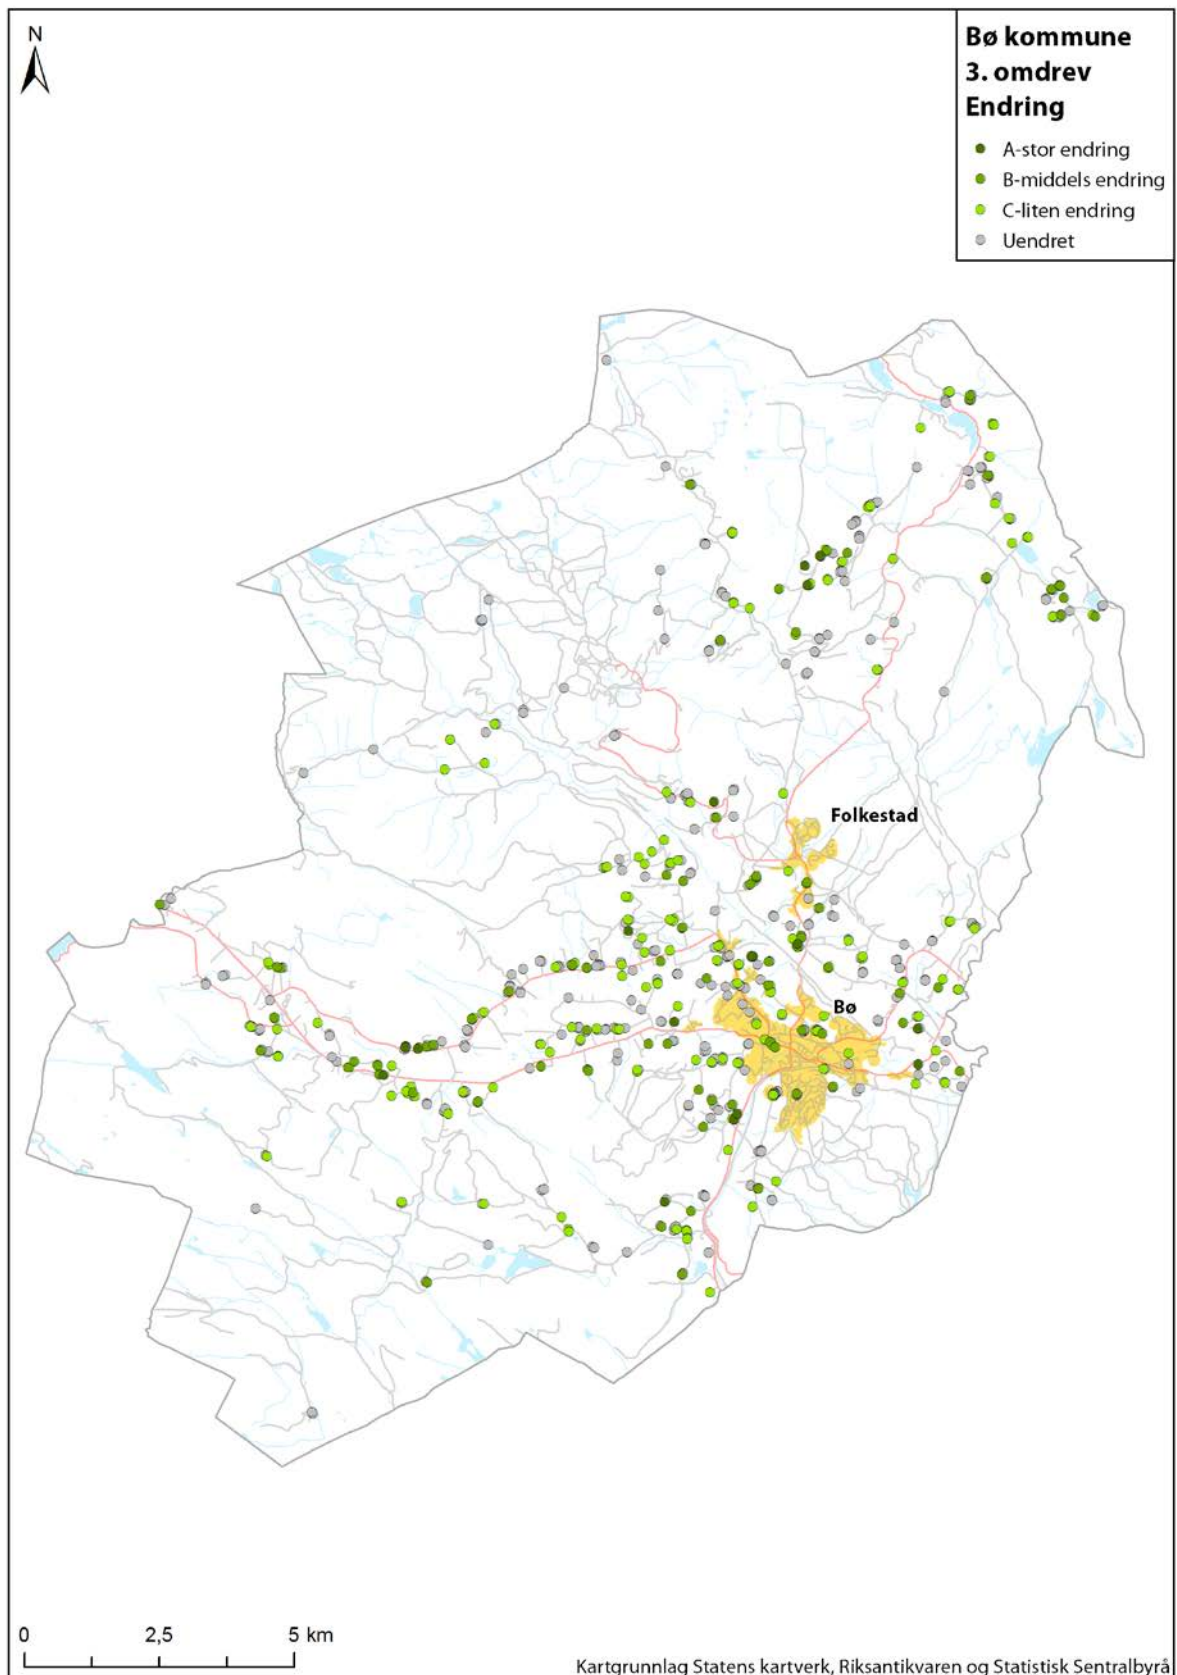 N
Bø kommune
3. omdrev
Endring
A-stor endring
B-middels endring
C-liten endring
Uendret
Folkestad
Bø
0 2,5 5 km
Kartgrunnlag Statens kartverk, Riksantikvaren og Statistisk Sentralbyrå